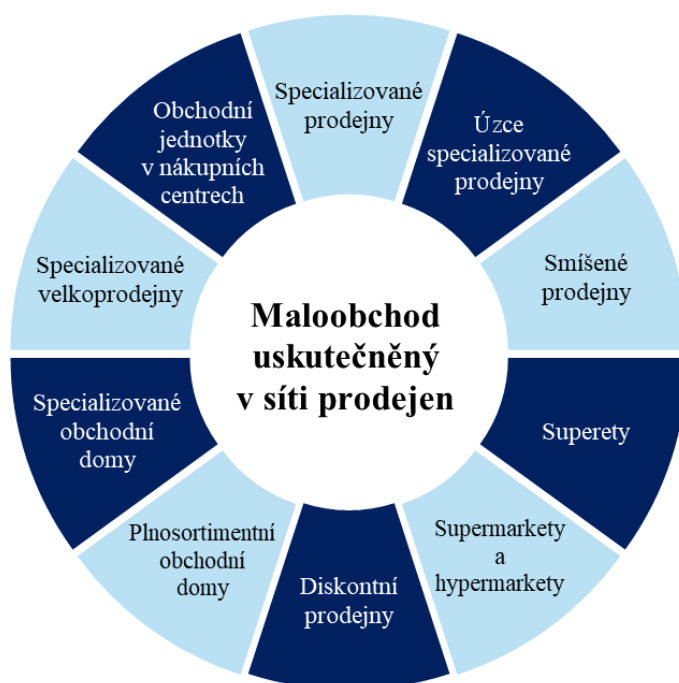 Specializované
prodejny
Úzce
specializované
prodejny
Smíšené
prodejny
Superety
Supermarkety
a
hypermarkety
Diskontní
prodejny
Plnosortimentní
obchodní
domy
Specializované
obchodní
domy
Specializované
velkoprodejny
Obchodní
jednotky
v nákupních
centrech
Maloobchod
uskutečněný
v síti prodejen